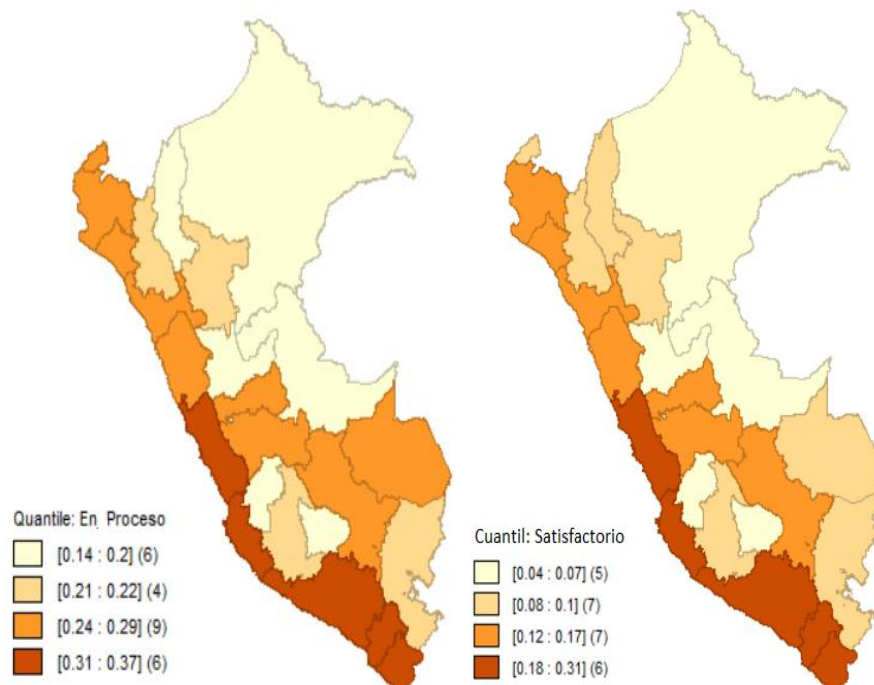 Quantile: En_Proceso
[0.14 : 0.2] (6)
[0.21 : 0.22] (4)
[0.24 : 0.29] (9)
[0.31 : 0.37] (6)
Cuantil: Satisfactorio
[0.04 : 0.07] (5)
[0.08 : 0.1] (7)
[0.12 : 0.17] (7)
[0.18 : 0.31] (6)